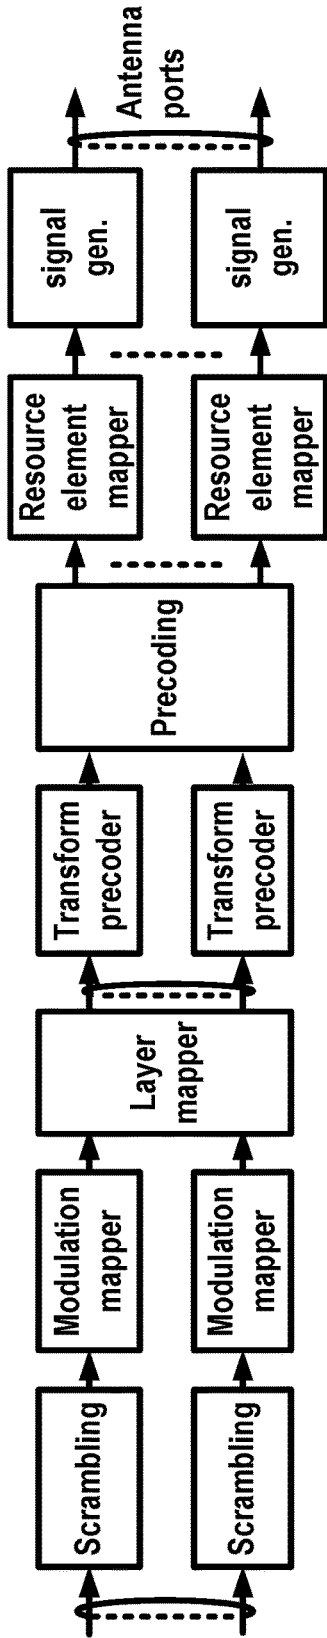 Scrambling
Scrambling
Modulation
mapper
Modulation
mapper
Layer
mapper
Transform
precoder
Transform
precoder
Precoding
Resource
element
mapper
Resource
element
mapper
signal
gen.
signal
gen.
Antenna
ports